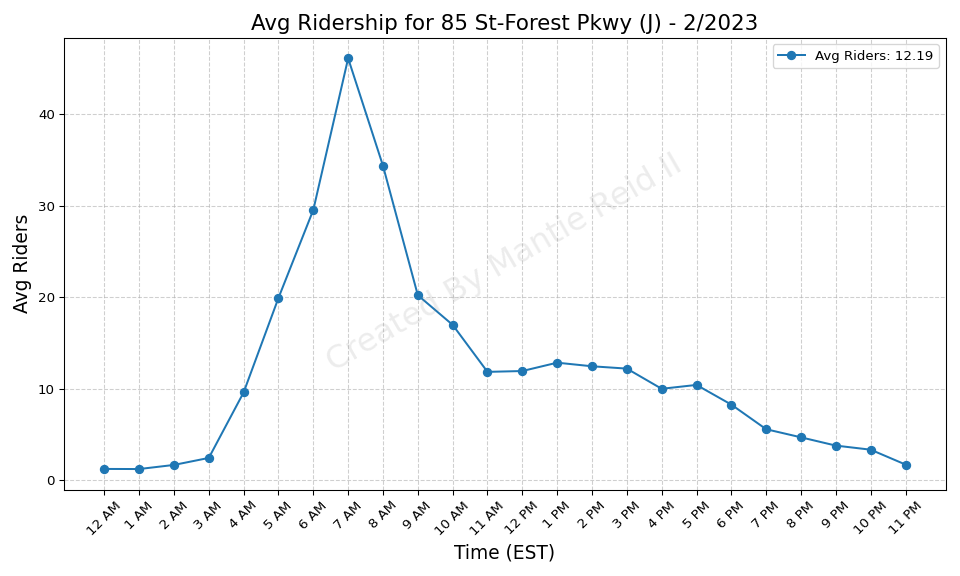 Avg Ridership for 85 St-Forest Pkwy (J) - 2/2023
Avg Riders: 12.19
Avg Riders
40
30
20
10
0
Created By Mantle Reid II
12 AM
1 AM
2 AM
3 AM
4 AM
5 AM
6 AM
7 AM
8 AM
9 AM
10 AM
11 AM
12 PM
1 PM
2 PM
3 PM
4 PM
5 PM
6 PM
7 PM
8 PM
9 PM
10 PM
11 PM
Time (EST)